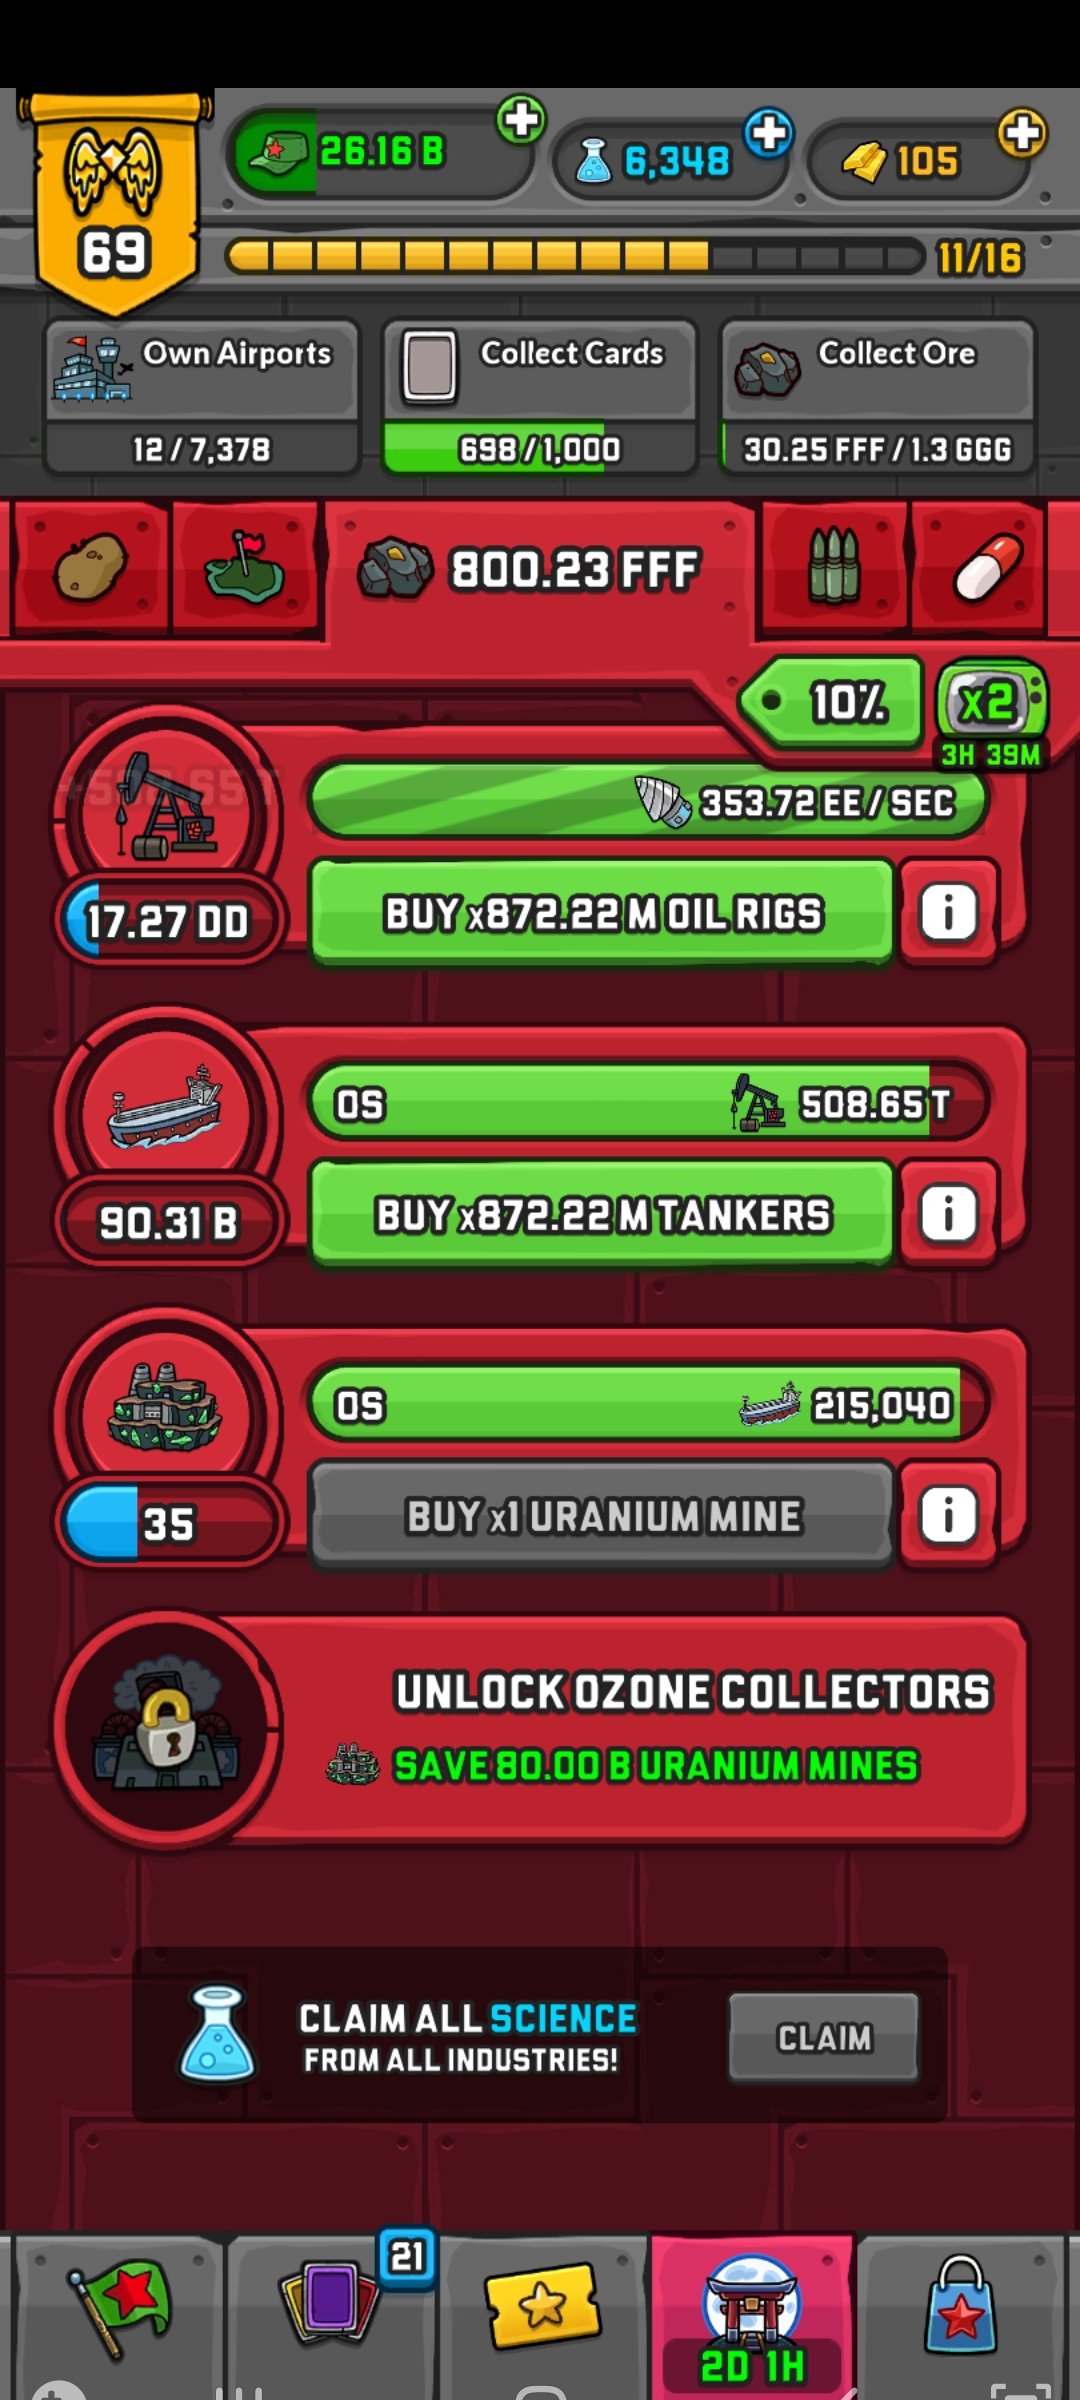 69
26.16 B
6,348
105
11/16
Own Airports
12 / 7,378
Collect Cards
698 / 1,000
Collect Ore
30.25 FFF / 1.3 GGG
800.23 FFF
10%
x2
3H 39M
353.72 EE / SEC
17.27 DD
BUY x872.22 M OIL RIGS
i
0S
508.65 T
90.31 B
BUY x872.22 M TANKERS
i
0S
215,040
35
BUY x1 URANIUM MINE
i
UNLOCK OZONE COLLECTORS
SAVE 80.00 B URANIUM MINES
CLAIM ALL SCIENCE
FROM ALL INDUSTRIES!
CLAIM
21
2D 1H